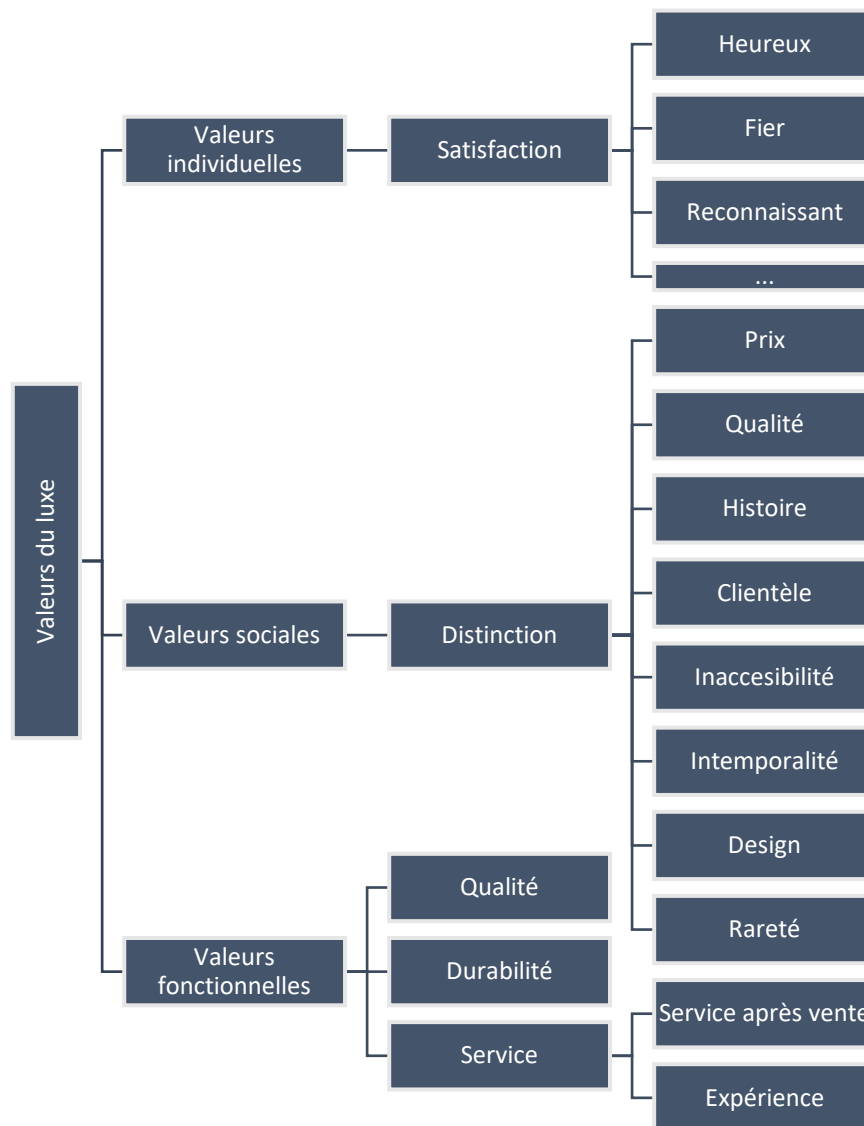 Valeurs du luxe
Valeurs
individuelles
Satisfaction
Heureux
Fier
Reconnaissant
...
Valeurs sociales
Distinction
Prix
Qualité
Histoire
Clientèle
Inaccesibilité
Intemporalité
Design
Rareté
Valeurs
fonctionnelles
Qualité
Durabilité
Service
Service après vente
Expérience